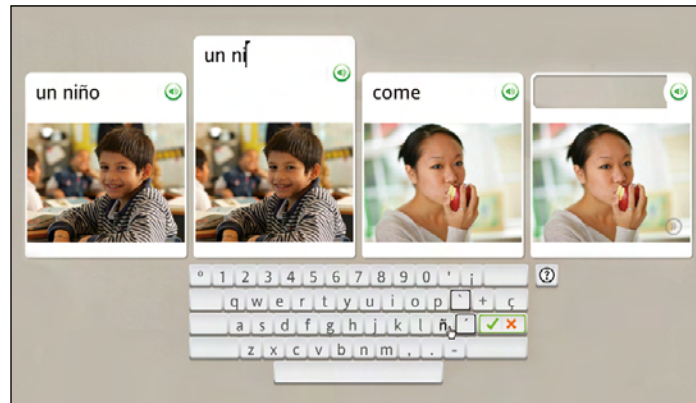 un niño
un ni
come
º 1 2 3 4 5 6 7 8 9 0 ' ¡
q w e r t y u i o p ` + ç
a s d f g h j k l ñ ´
z x c v b n m , . -
?